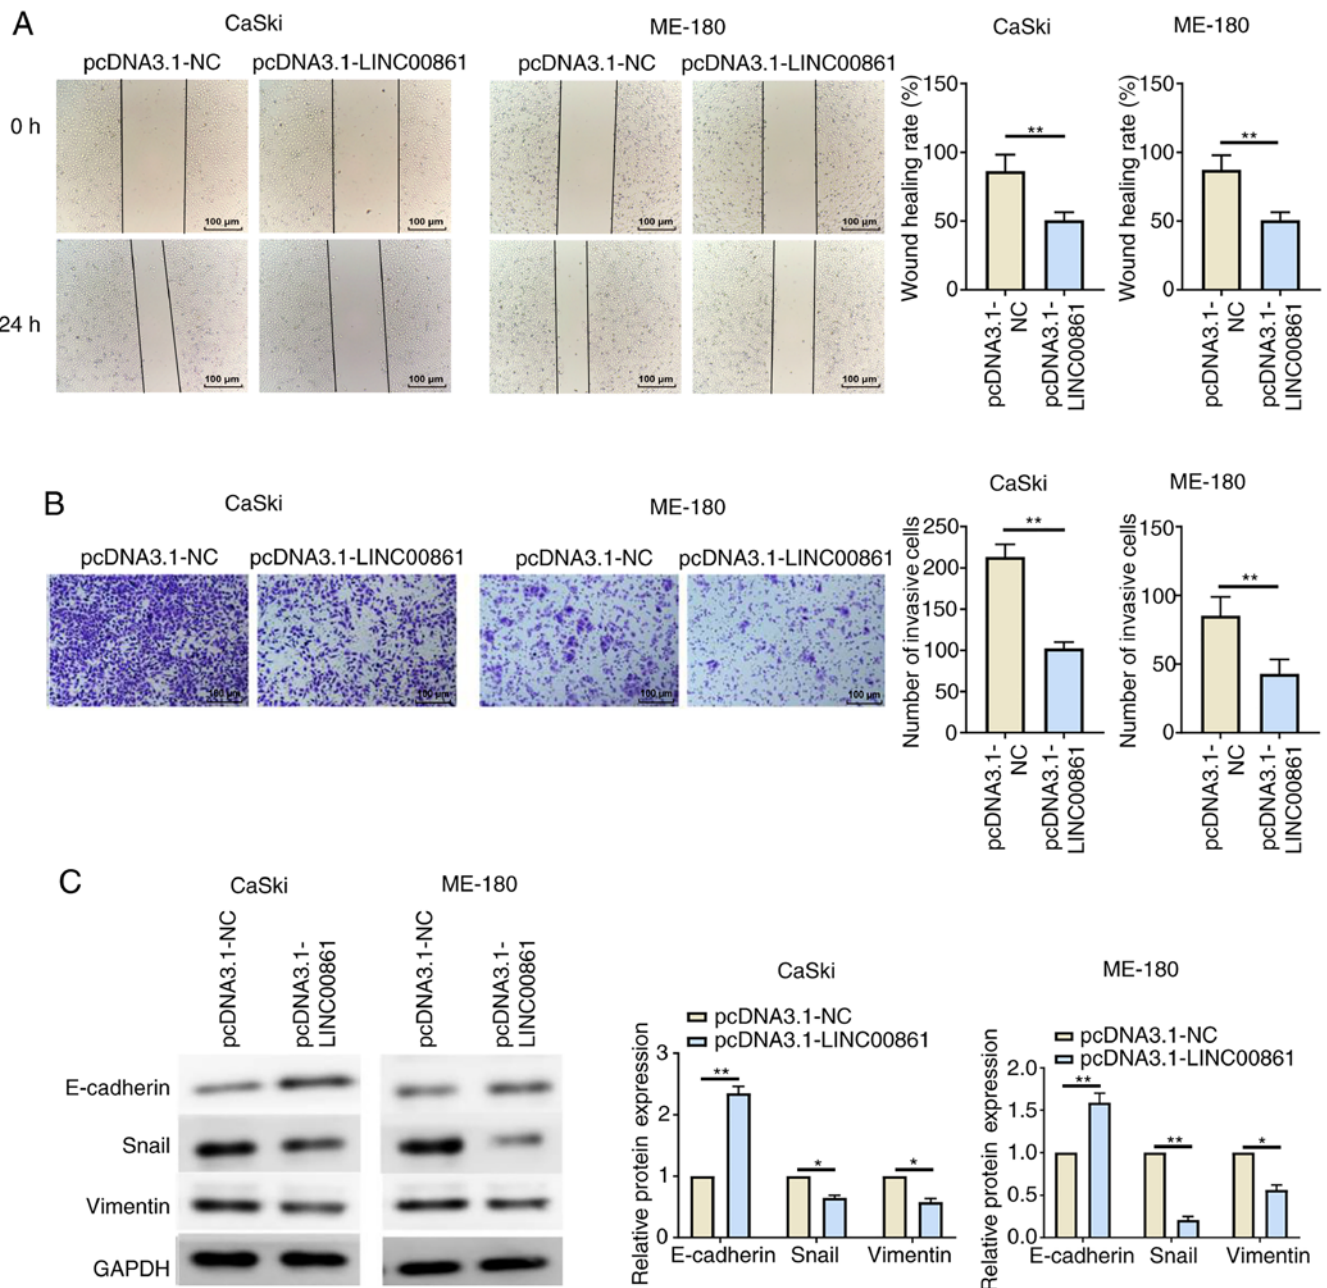 A
CaSki
ME-180
CaSki
ME-180
pcDNA3.1-NC
pcDNA3.1-LINC00861
pcDNA3.1-NC
pcDNA3.1-LINC00861
0 h
100 µm
100 µm
100 µm
100 µm
24 h
100 µm
100 µm
100 µm
100 µm
Wound healing rate (%)
150
100
50
0
**
pcDNA3.1-
NC
pcDNA3.1-
LINC00861
Wound healing rate (%)
150
100
50
0
**
pcDNA3.1-
NC
pcDNA3.1-
LINC00861
B
CaSki
ME-180
CaSki
ME-180
pcDNA3.1-NC
pcDNA3.1-LINC00861
pcDNA3.1-NC
pcDNA3.1-LINC00861
100 µm
100 µm
100 µm
100 µm
Number of invasive cells
250
200
150
100
50
0
**
pcDNA3.1-
NC
pcDNA3.1-
LINC00861
Number of invasive cells
150
100
50
0
**
pcDNA3.1-
NC
pcDNA3.1-
LINC00861
C
CaSki
ME-180
pcDNA3.1-NC
pcDNA3.1-
LINC00861
pcDNA3.1-NC
pcDNA3.1-
LINC00861
E-cadherin
Snail
Vimentin
GAPDH
CaSki
pcDNA3.1-NC
pcDNA3.1-LINC00861
Relative protein expression
3
2
1
0
**
*
*
E-cadherin
Snail
Vimentin
ME-180
pcDNA3.1-NC
pcDNA3.1-LINC00861
Relative protein expression
2.0
1.5
1.0
0.5
0.0
**
**
*
E-cadherin
Snail
Vimentin